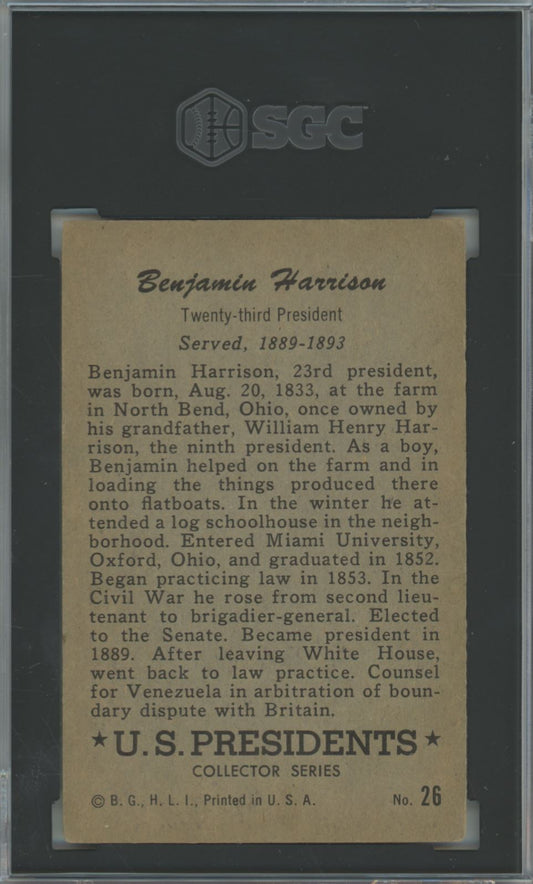 SGC
Benjamin Harrison
Twenty-third President
Served, 1889-1893
Benjamin Harrison, 23rd president,
was born, Aug. 20, 1833, at the farm
in North Bend, Ohio, once owned by
his grandfather, William Henry Har-
rison, the ninth president. As a boy,
Benjamin helped on the farm and in
loading the things produced there
onto flatboats. In the winter he at-
tended a log schoolhouse in the neigh-
borhood. Entered Miami University,
Oxford, Ohio, and graduated in 1852.
Began practicing law in 1853. In the
Civil War he rose from second lieu-
tenant to brigadier-general. Elected
to the Senate. Became president in
1889. After leaving White House,
went back to law practice. Counsel
for Venezuela in arbitration of boun-
dary dispute with Britain.
★ U.S. PRESIDENTS ★
COLLECTOR SERIES
© B. G., H. L. I., Printed in U. S. A. No. 26